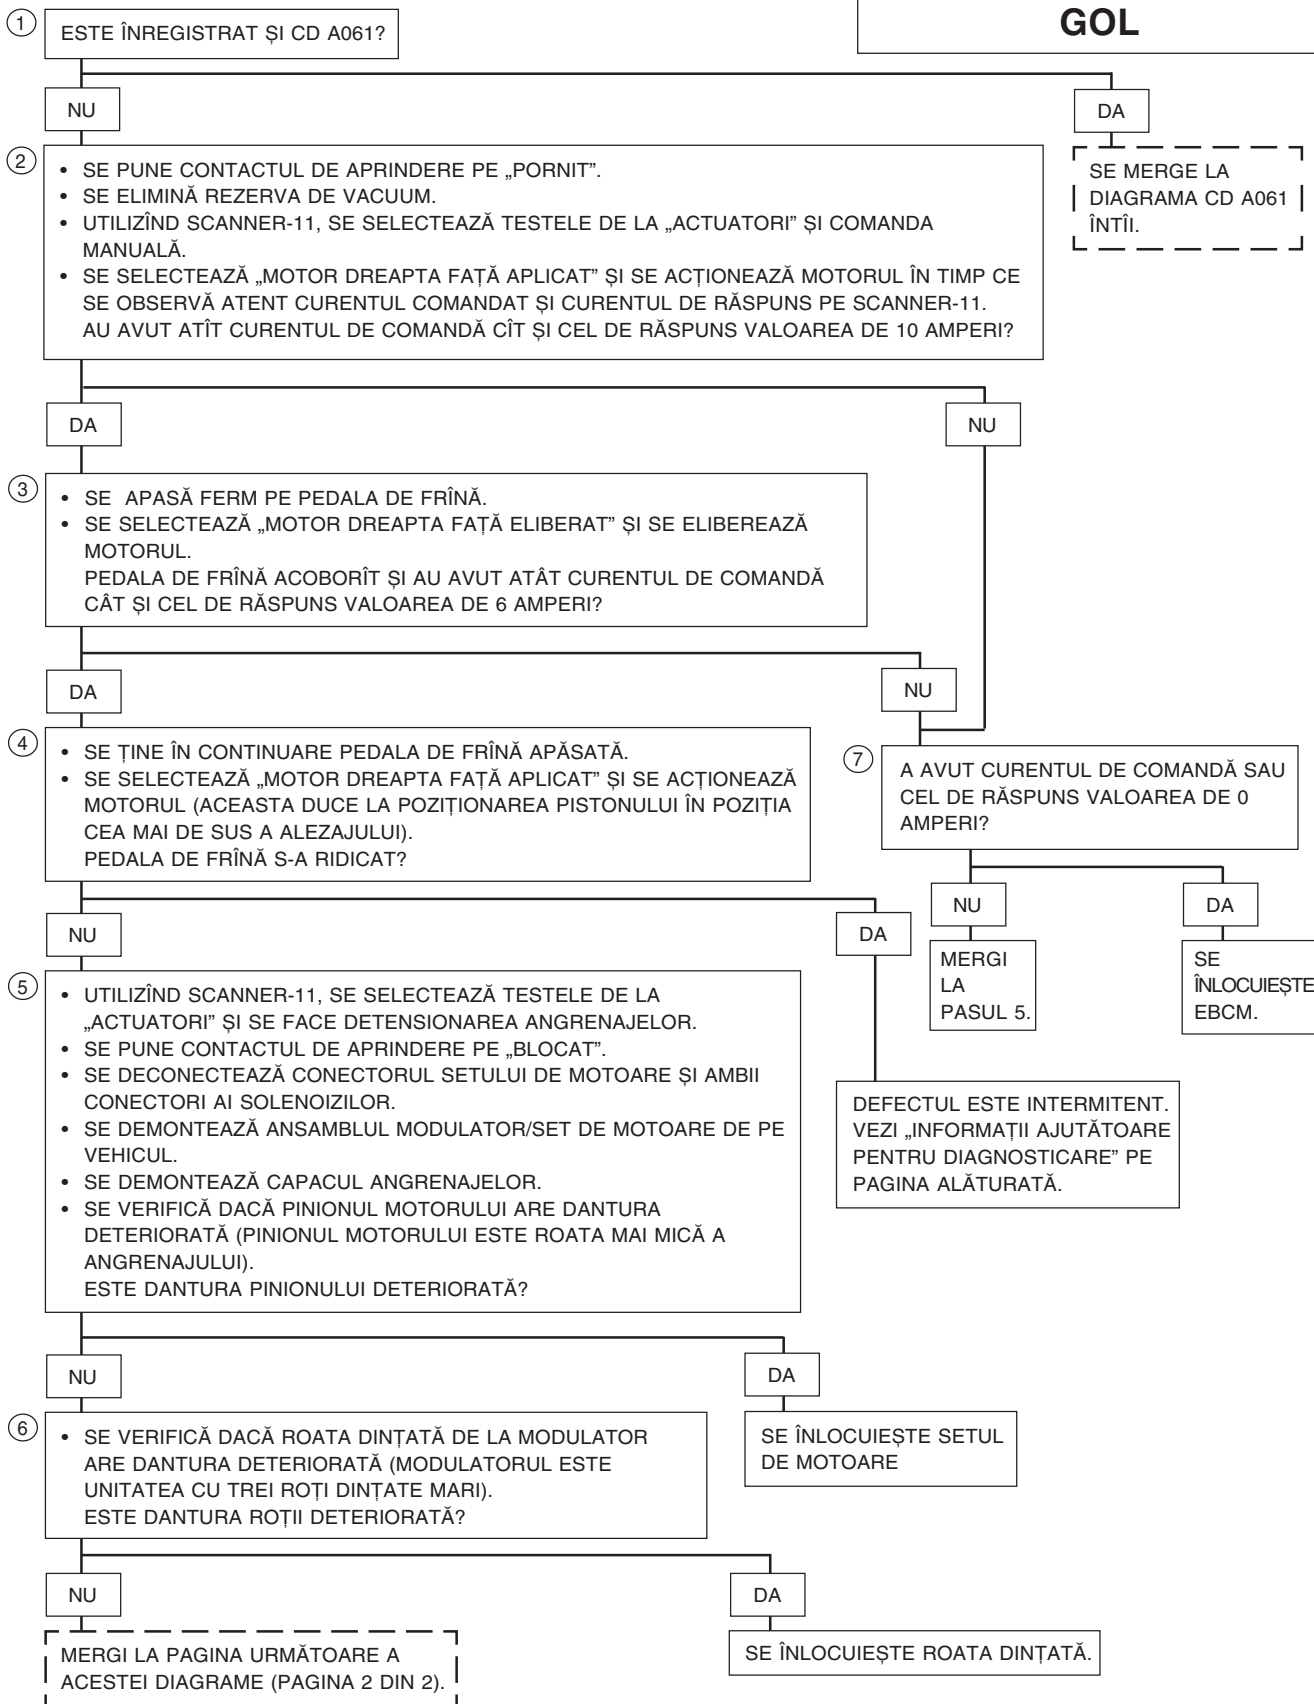 GOL
1
ESTE ÎNREGISTRAT ȘI CD A061?
NU
DA
SE MERGE LA
DIAGRAMA CD A061
ÎNTÎI.
2
• SE PUNE CONTACTUL DE APRINDERE PE „PORNIT”.
• SE ELIMINĂ REZERVA DE VACUUM.
• UTILIZÎND SCANNER-11, SE SELECTEAZĂ TESTELE DE LA „ACTUATORI” ȘI COMANDA
MANUALĂ.
• SE SELECTEAZĂ „MOTOR DREAPTA FAȚĂ APLICAT” ȘI SE ACȚIONEAZĂ MOTORUL ÎN TIMP CE
SE OBSERVĂ ATENT CURENTUL COMANDAT ȘI CURENTUL DE RĂSPUNS PE SCANNER-11.
AU AVUT ATÎT CURENTUL DE COMANDĂ CÎT ȘI CEL DE RĂSPUNS VALOAREA DE 10 AMPERI?
DA
NU
3
• SE APASĂ FERM PE PEDALA DE FRÎNĂ.
• SE SELECTEAZĂ „MOTOR DREAPTA FAȚĂ ELIBERAT” ȘI SE ELIBEREAZĂ
MOTORUL.
PEDALA DE FRÎNĂ ACOBORÎT ȘI AU AVUT ATÂT CURENTUL DE COMANDĂ
CÂT ȘI CEL DE RĂSPUNS VALOAREA DE 6 AMPERI?
DA
NU
4
• SE ȚINE ÎN CONTINUARE PEDALA DE FRÎNĂ APĂSATĂ.
• SE SELECTEAZĂ „MOTOR DREAPTA FAȚĂ APLICAT” ȘI SE ACȚIONEAZĂ
MOTORUL (ACEASTA DUCE LA POZIȚIONAREA PISTONULUI ÎN POZIȚIA
CEA MAI DE SUS A ALEZAJULUI).
PEDALA DE FRÎNĂ S-A RIDICAT?
7
A AVUT CURENTUL DE COMANDĂ SAU
CEL DE RĂSPUNS VALOAREA DE 0
AMPERI?
NU
DA
MERGI
LA
PASUL 5.
SE
ÎNLOCUIEȘTE
EBCM.
NU
DA
5
• UTILIZÎND SCANNER-11, SE SELECTEAZĂ TESTELE DE LA
„ACTUATORI” ȘI SE FACE DETENSIONAREA ANGRENAJELOR.
• SE PUNE CONTACTUL DE APRINDERE PE „BLOCAT”.
• SE DECONECTEAZĂ CONECTORUL SETULUI DE MOTOARE ȘI AMBII
CONECTORI AI SOLENOIZILOR.
• SE DEMONTEAZĂ ANSAMBLUL MODULATOR/SET DE MOTOARE DE PE
VEHICUL.
• SE DEMONTEAZĂ CAPACUL ANGRENAJELOR.
• SE VERIFICĂ DACĂ PINIONUL MOTORULUI ARE DANTURA
DETERIORATĂ (PINIONUL MOTORULUI ESTE ROATA MAI MICĂ A
ANGRENAJULUI).
ESTE DANTURA PINIONULUI DETERIORATĂ?
DEFECTUL ESTE INTERMITENT.
VEZI „INFORMAȚII AJUTĂTOARE
PENTRU DIAGNOSTICARE” PE
PAGINA ALĂTURATĂ.
NU
DA
6
• SE VERIFICĂ DACĂ ROATA DINȚATĂ DE LA MODULATOR
ARE DANTURA DETERIORATĂ (MODULATORUL ESTE
UNITATEA CU TREI ROȚI DINȚATE MARI).
ESTE DANTURA ROȚII DETERIORATĂ?
SE ÎNLOCUIEȘTE SETUL
DE MOTOARE
NU
DA
MERGI LA PAGINA URMĂTOARE A
ACESTEI DIAGRAME (PAGINA 2 DIN 2).
SE ÎNLOCUIEȘTE ROATA DINȚATĂ.